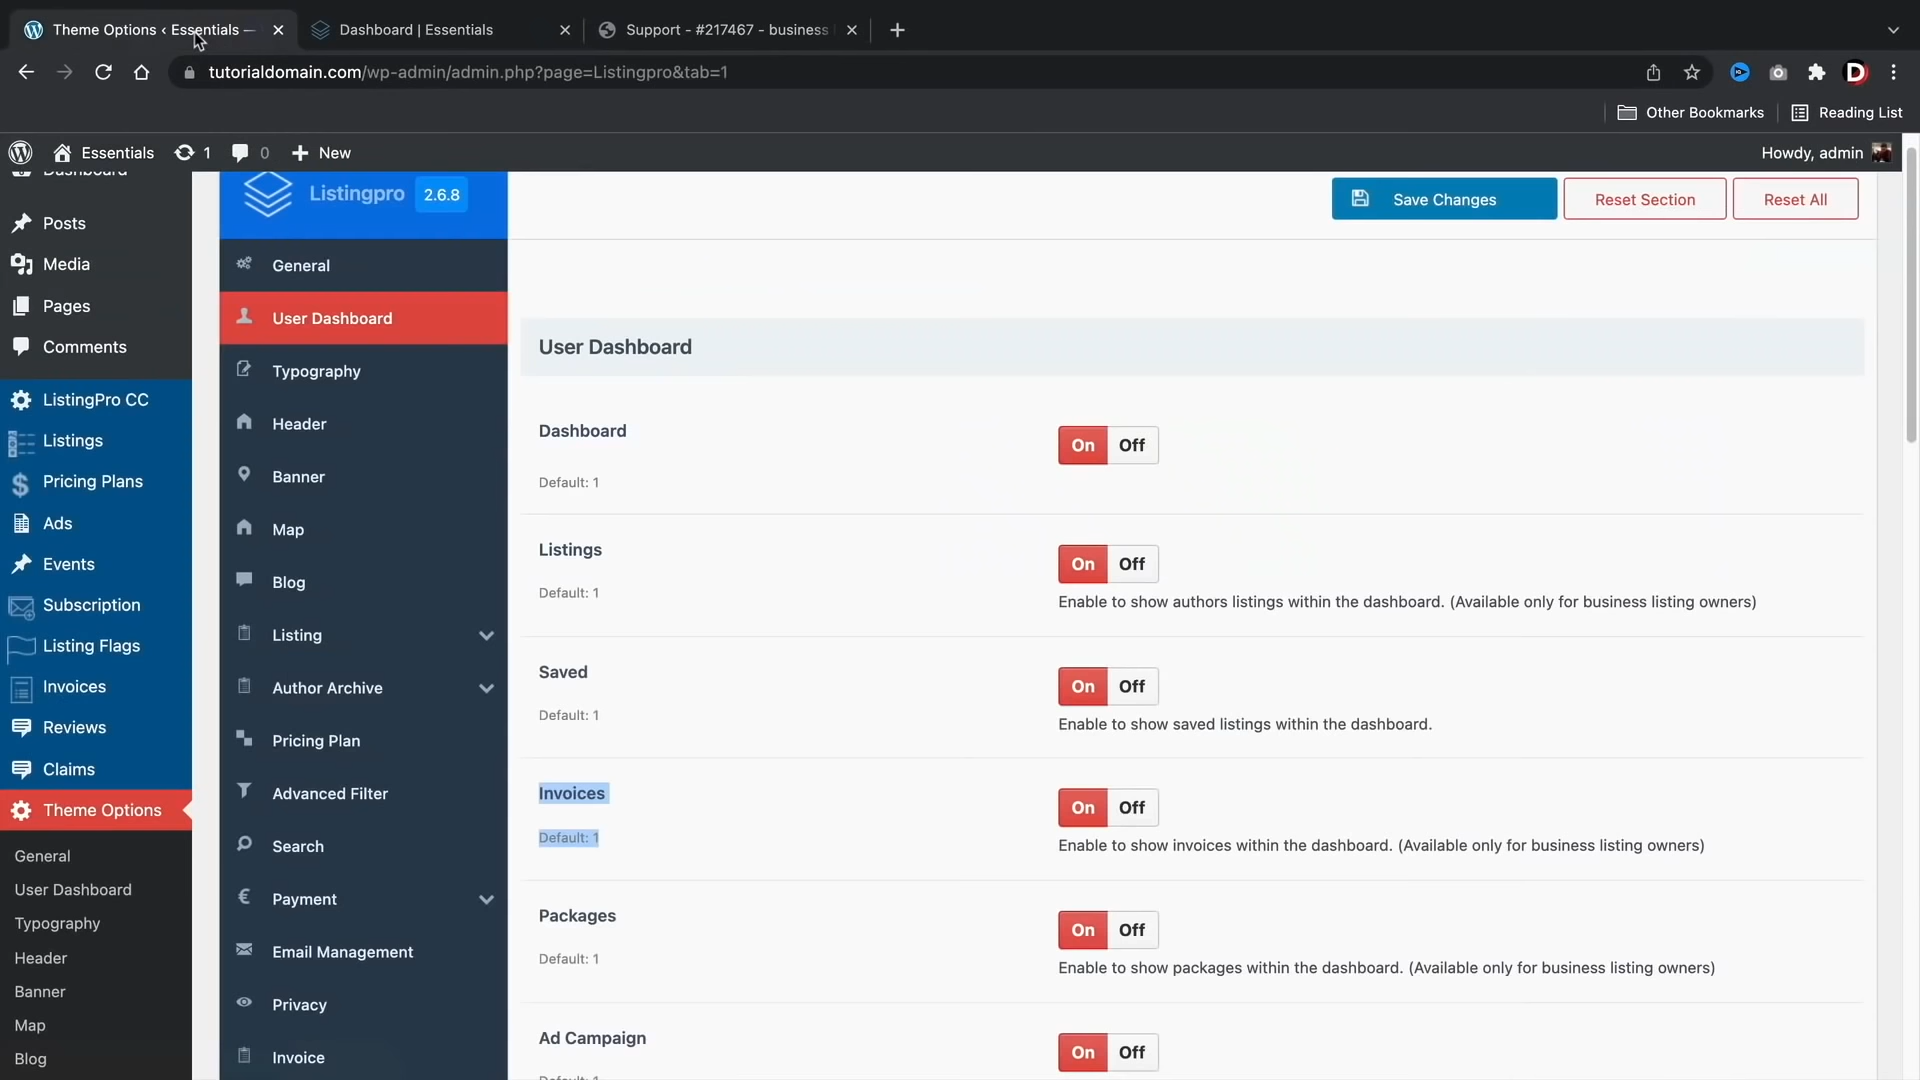 Theme Options ‹ Essentials —
Dashboard | Essentials
Support - #217467 - business
tutorialdomain.com/wp-admin/admin.php?page=Listingpro&tab=1
Other Bookmarks
Reading List
Essentials
1
0
New
Howdy, admin
Dashboard
Posts
Media
Pages
Comments
ListingPro CC
Listings
Pricing Plans
Ads
Events
Subscription
Listing Flags
Invoices
Reviews
Claims
Theme Options
General
User Dashboard
Typography
Header
Banner
Map
Blog
Listingpro
2.6.8
General
User Dashboard
Typography
Header
Banner
Map
Blog
Listing
Author Archive
Pricing Plan
Advanced Filter
Search
Payment
Email Management
Privacy
Invoice
Save Changes
Reset Section
Reset All
User Dashboard
Dashboard
Default: 1
On Off
Listings
Default: 1
On Off
Enable to show authors listings within the dashboard. (Available only for business listing owners)
Saved
Default: 1
On Off
Enable to show saved listings within the dashboard.
Invoices
Default: 1
On Off
Enable to show invoices within the dashboard. (Available only for business listing owners)
Packages
Default: 1
On Off
Enable to show packages within the dashboard. (Available only for business listing owners)
Ad Campaign
On Off